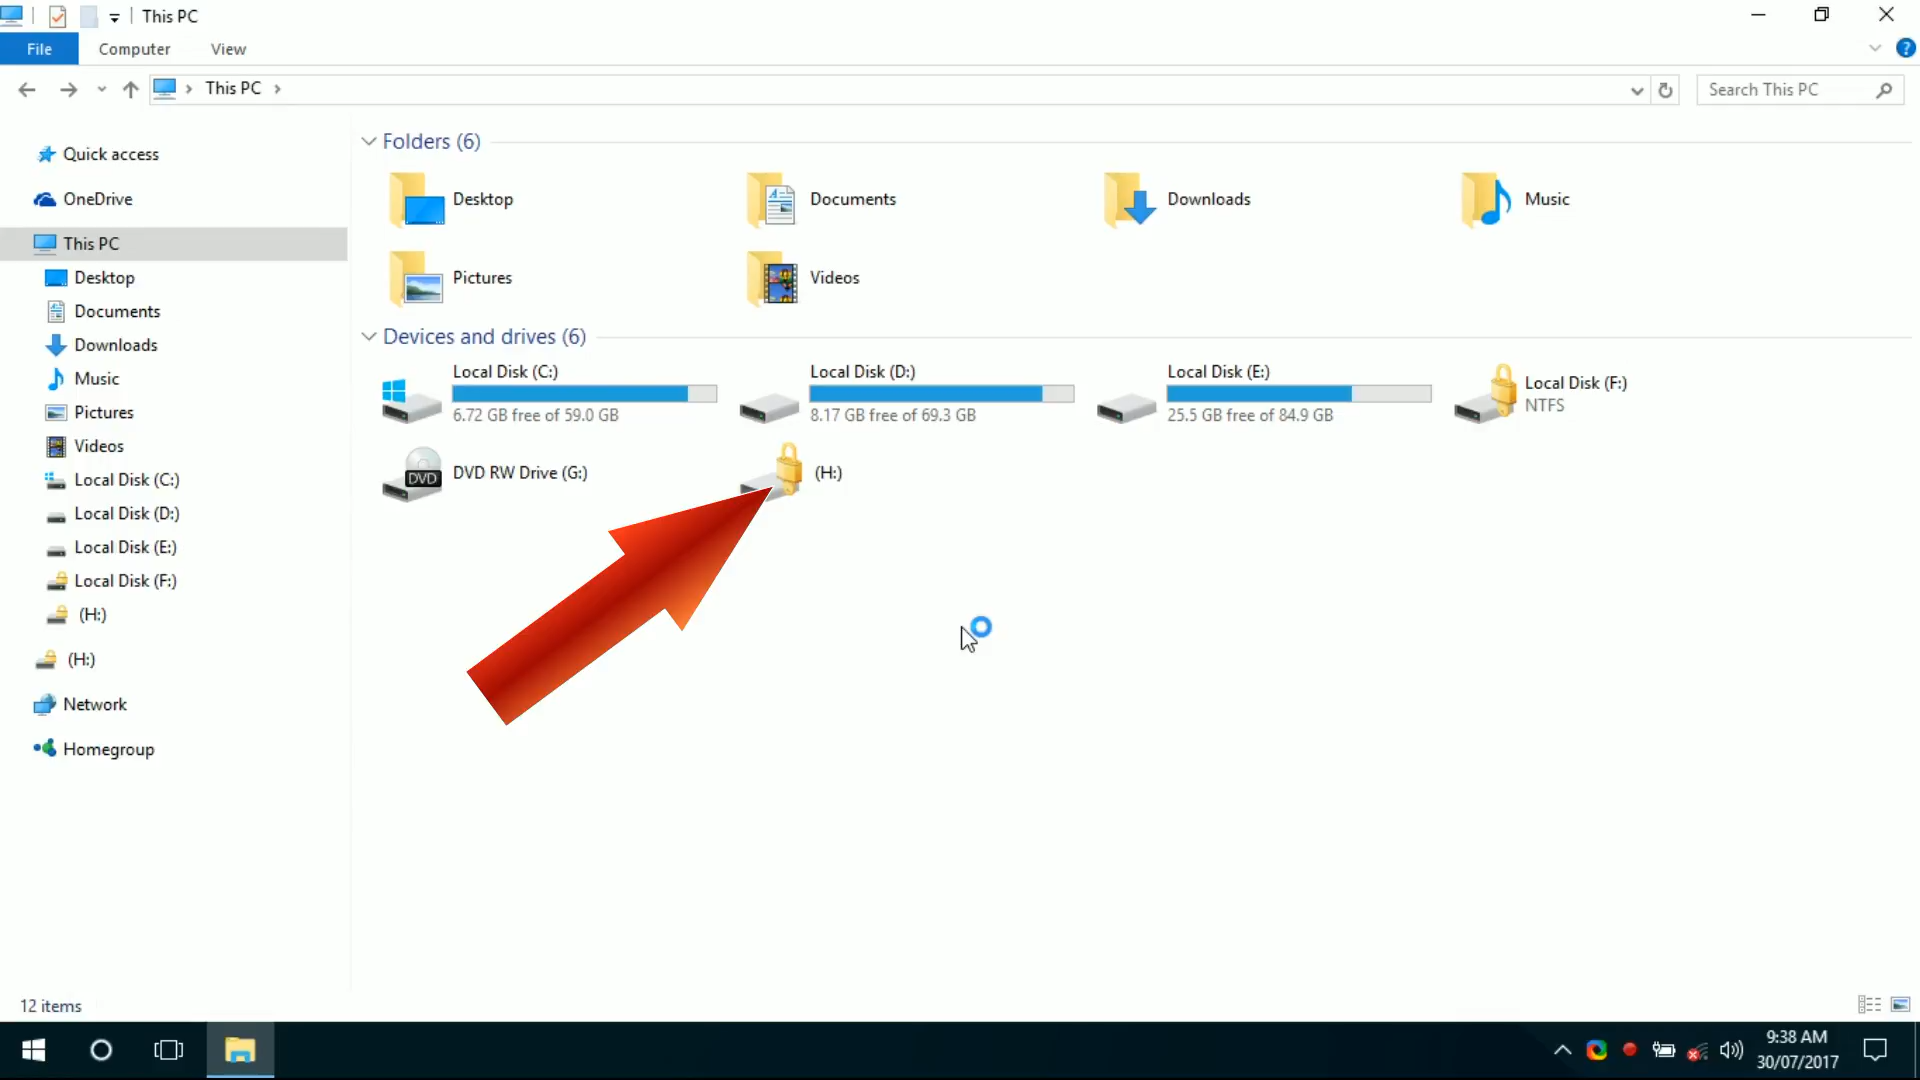 This PC
File Computer View
?
This PC
Search This PC
Quick access
OneDrive
This PC
Desktop
Documents
Downloads
Music
Pictures
Videos
Local Disk (C:)
Local Disk (D:)
Local Disk (E:)
Local Disk (F:)
(H:)
(H:)
Network
Homegroup
Folders (6)
Desktop
Documents
Downloads
Music
Pictures
Videos
Devices and drives (6)
Local Disk (C:)
6.72 GB free of 59.0 GB
Local Disk (D:)
8.17 GB free of 69.3 GB
Local Disk (E:)
25.5 GB free of 84.9 GB
Local Disk (F:)
NTFS
DVD
DVD RW Drive (G:)
(H:)
12 items
9:38 AM
30/07/2017